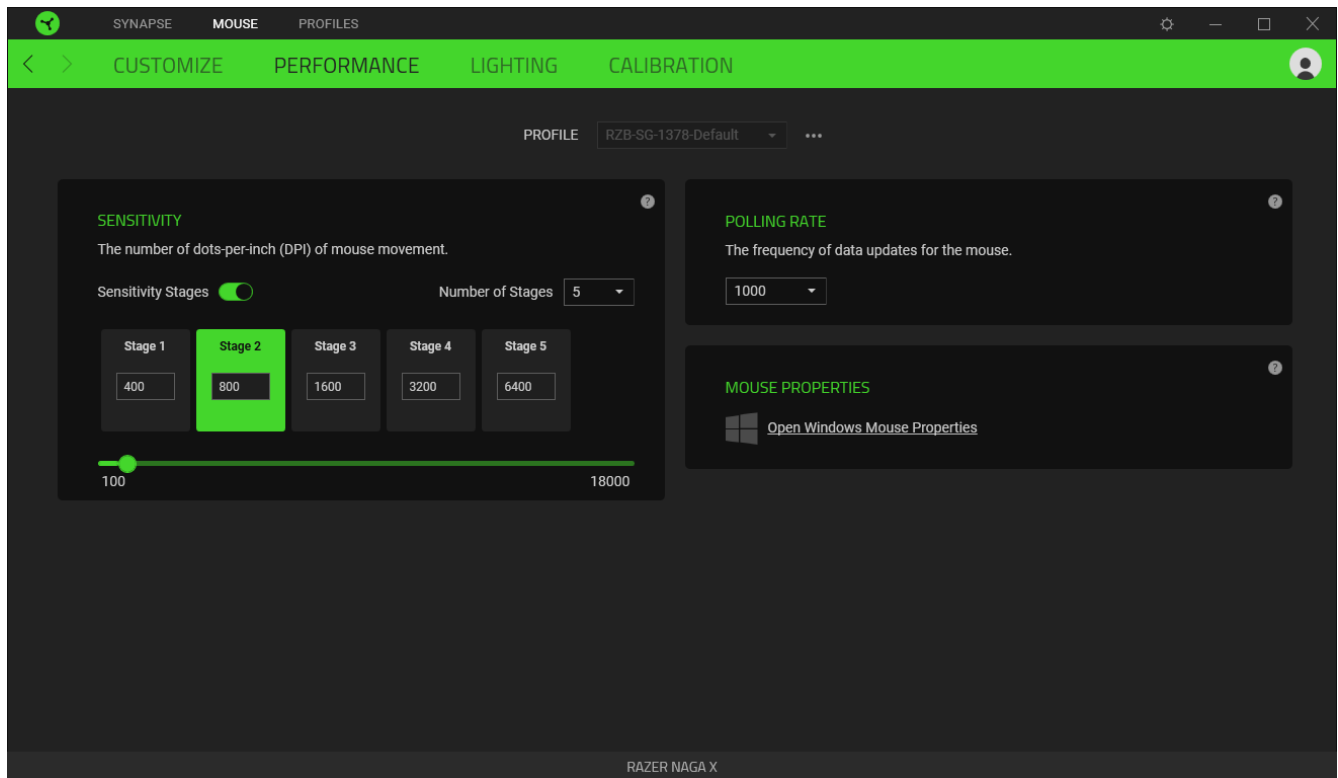 SYNAPSE MOUSE PROFILES
CUSTOMIZE PERFORMANCE LIGHTING CALIBRATION
PROFILE RZB-SG-1378-Default
SENSITIVITY
The number of dots-per-inch (DPI) of mouse movement.
Sensitivity Stages Number of Stages 5
Stage 1 Stage 2 Stage 3 Stage 4 Stage 5
400 800 1600 3200 6400
100 18000
?
POLLING RATE
The frequency of data updates for the mouse.
1000
?
MOUSE PROPERTIES
Open Windows Mouse Properties
?
RAZER NAGA X